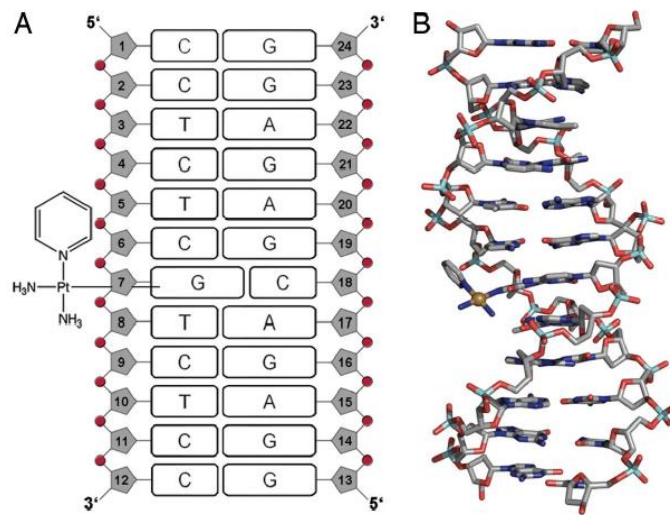 A
B
5‘
3‘
1 C G 24
2 C G 23
3 T A 22
4 C G 21
5 T A 20
6 C G 19
N
H₃N Pt 7 G C 18
NH₃
8 T A 17
9 C G 16
10 T A 15
11 C G 14
12 C G 13
3‘
5‘